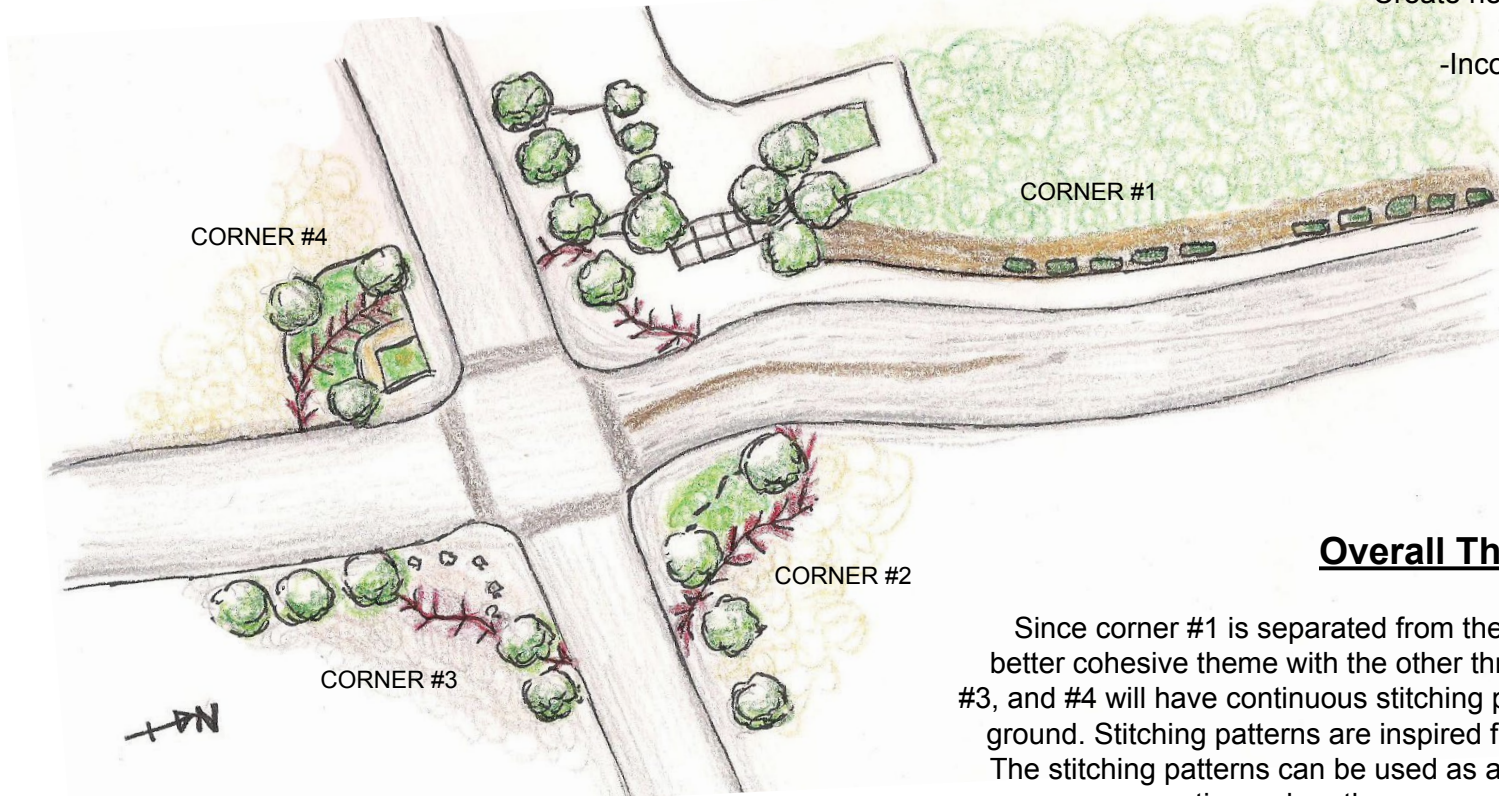 -Inco
CORNER #1
CORNER #4
CORNER #2
CORNER #3
N
Overall Th
Since corner #1 is separated from the
better cohesive theme with the other thr
#3, and #4 will have continuous stitching p
ground. Stitching patterns are inspired f
The stitching patterns can be used as a